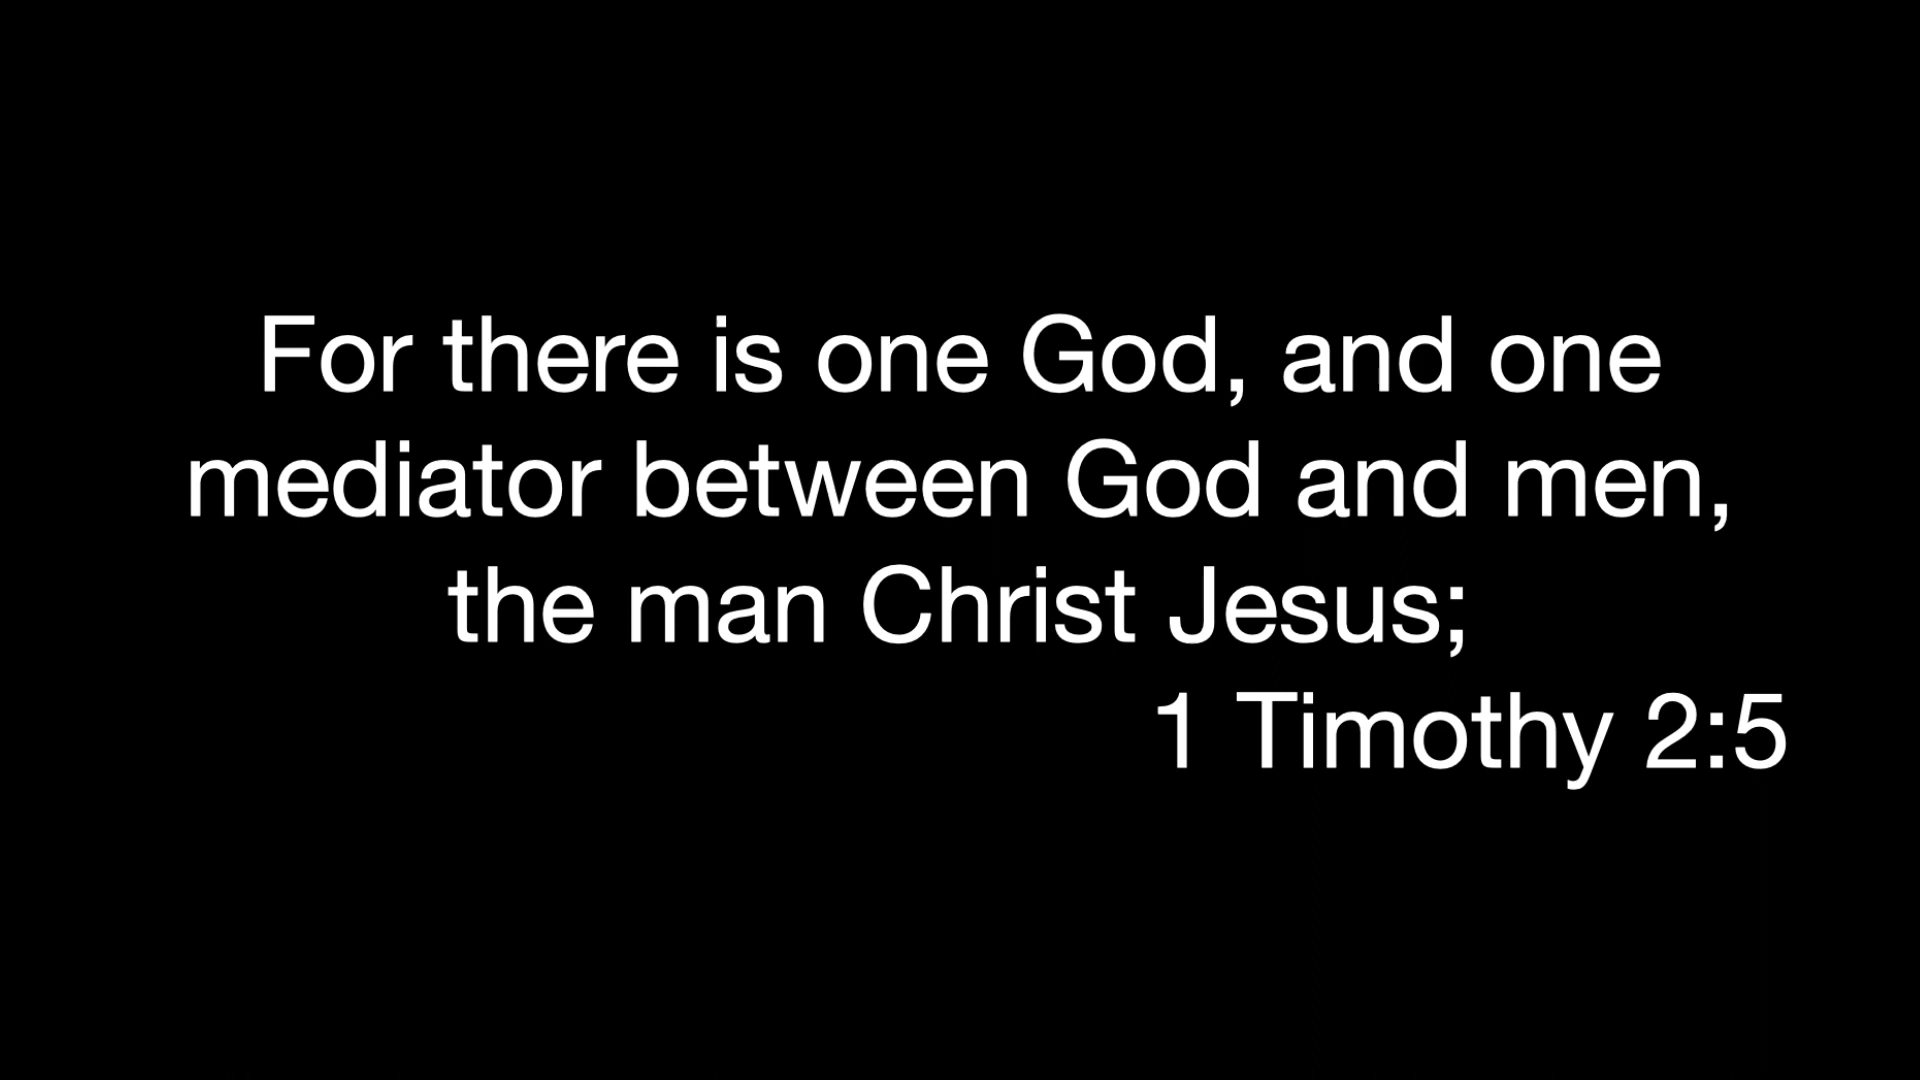 For there is one God, and one
mediator between God and men,
the man Christ Jesus;
1 Timothy 2:5